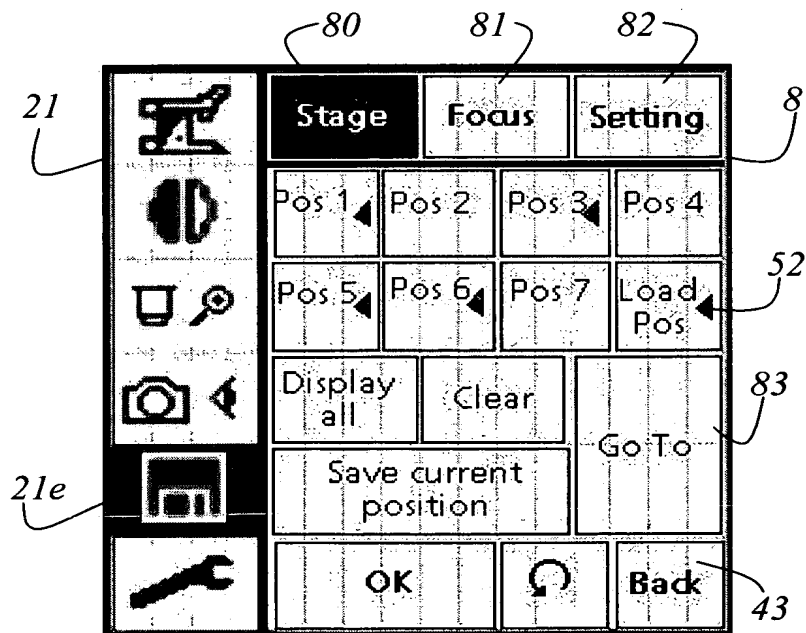 80 81 82
21 8
Stage Focus Setting
Pos 1 Pos 2 Pos 3 Pos 4
Pos 5 Pos 6 Pos 7 Load
Pos
52
Display
all
Clear
Go To
83
Save current
position
21e
OK Back
43